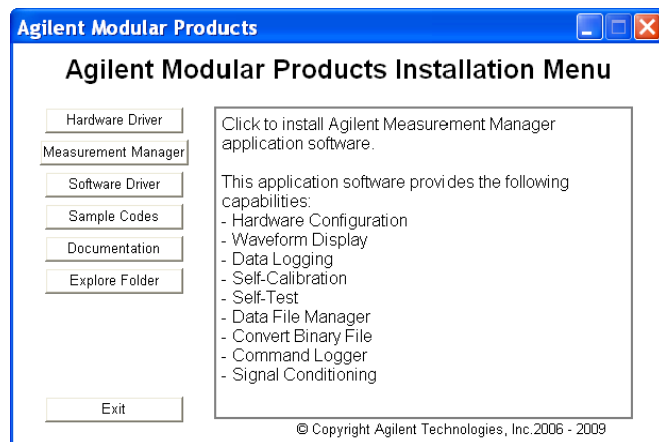 Agilent Modular Products
Agilent Modular Products Installation Menu
Hardware Driver
Measurement Manager
Software Driver
Sample Codes
Documentation
Explore Folder
Exit
Click to install Agilent Measurement Manager
application software.
This application software provides the following
capabilities:
- Hardware Configuration
- Waveform Display
- Data Logging
- Self-Calibration
- Self-Test
- Data File Manager
- Convert Binary File
- Command Logger
- Signal Conditioning
© Copyright Agilent Technologies, Inc.2006 - 2009